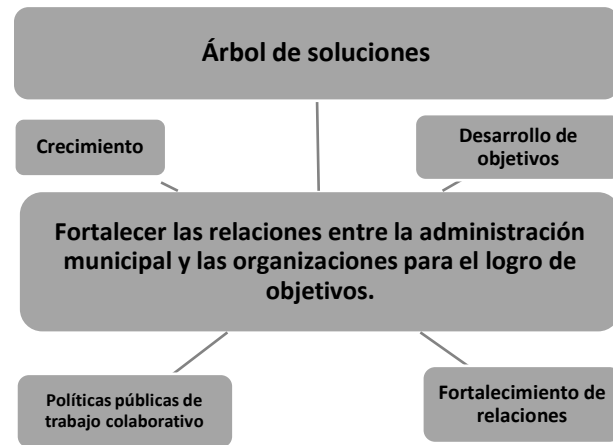 Árbol de soluciones
Crecimiento
Desarrollo de
objetivos
Fortalecer las relaciones entre la administración
municipal y las organizaciones para el logro de
objetivos.
Políticas públicas de
trabajo colaborativo
Fortalecimiento de
relaciones